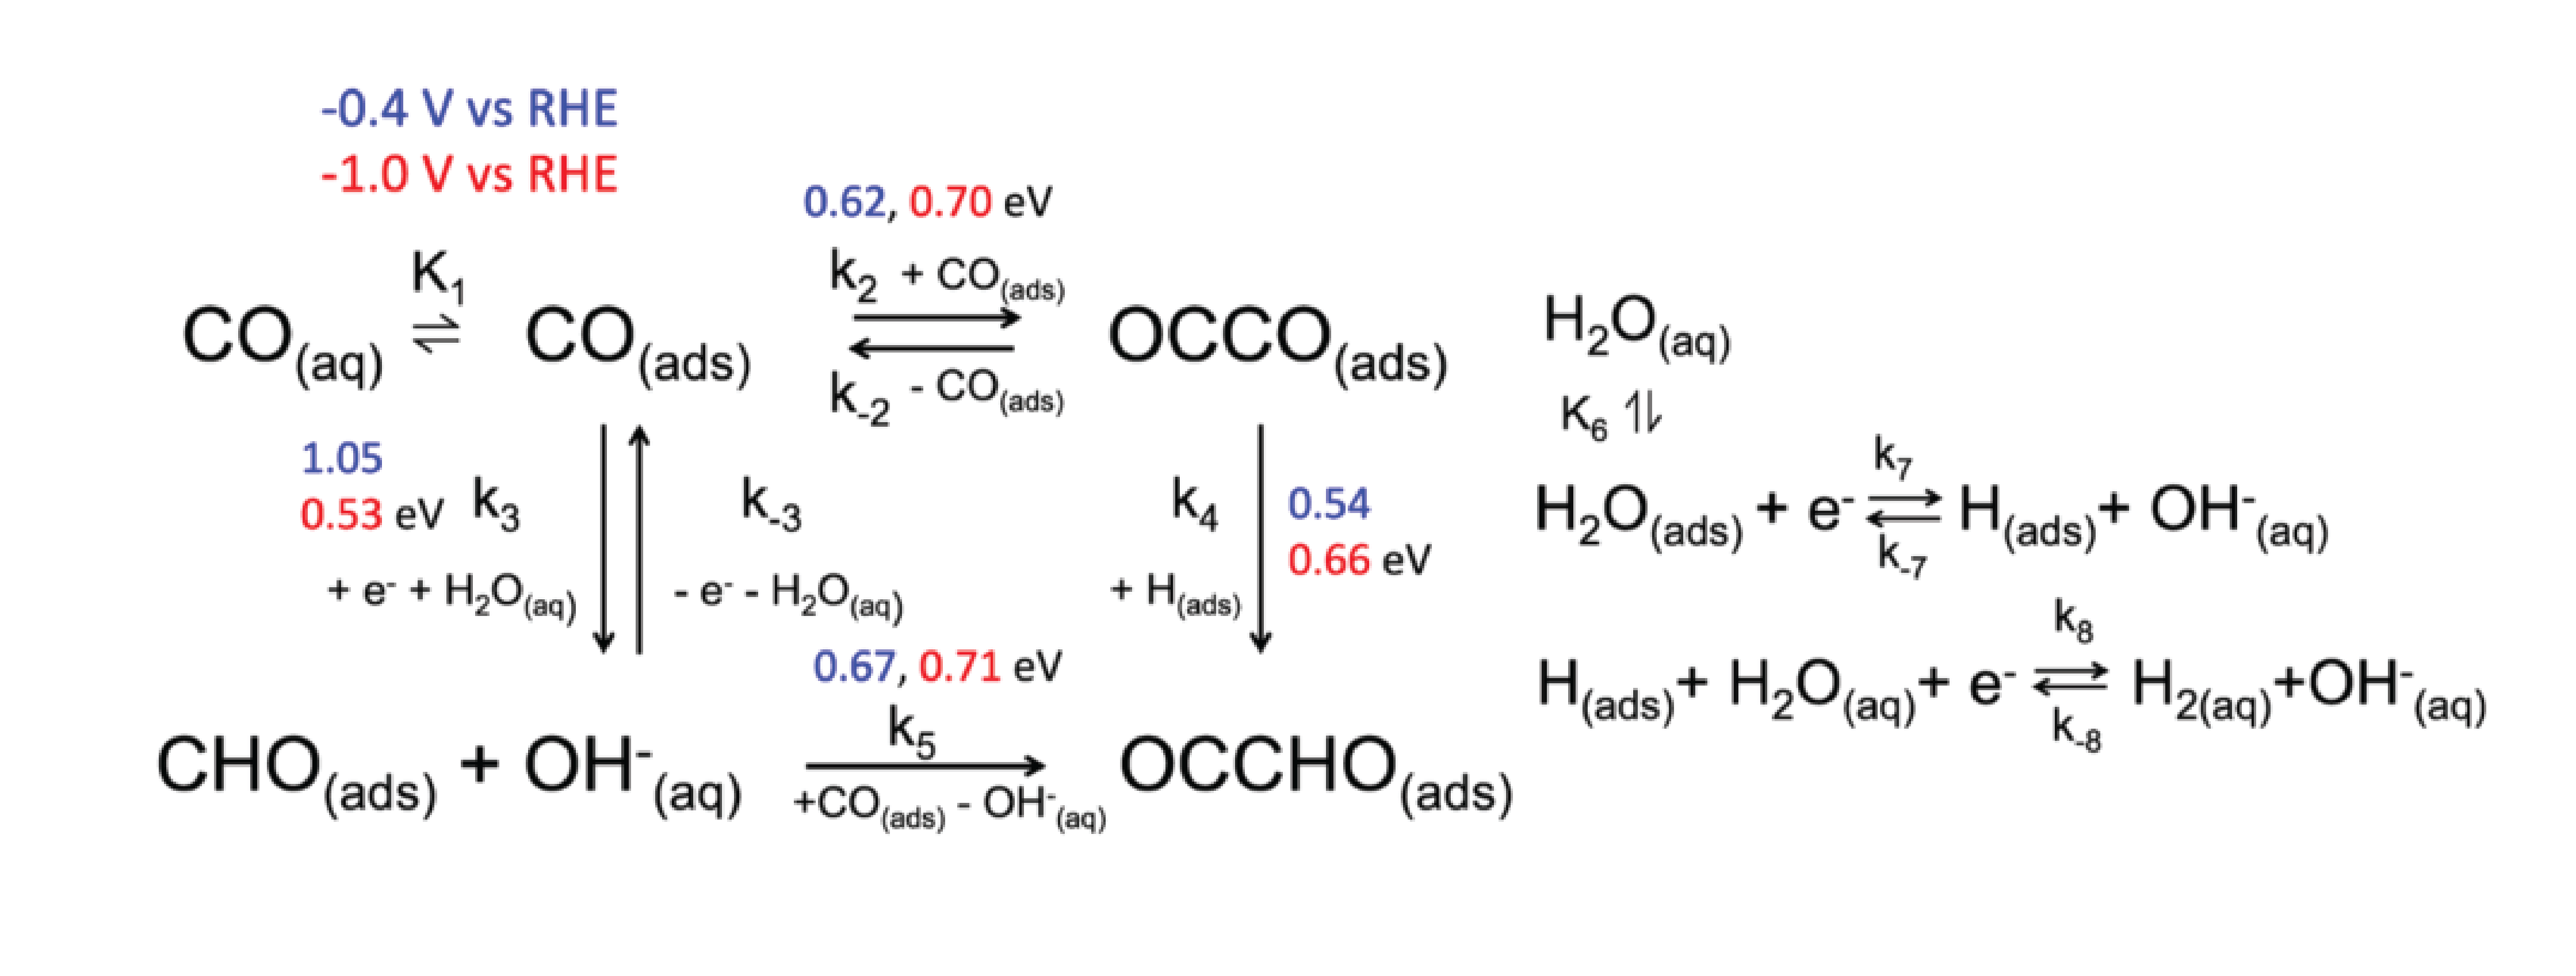 -0.4 V vs RHE
-1.0 V vs RHE
0.62, 0.70 eV
K1
k2 + CO(ads)
CO(aq) ⇌ CO(ads)
OCCO(ads)
k-2 - CO(ads)
H2O(aq)
K6 ⥮
1.05
0.53 eV k3
k-3
k4
0.54
0.66 eV
+ e- + H2O(aq)
- e- - H2O(aq)
+ H(ads)
k7
H2O(ads) + e- ⇌ H(ads)+ OH-(aq)
k-7
k8
H(ads)+ H2O(aq)+ e- ⇌ H2(aq)+OH-(aq)
k-8
0.67, 0.71 eV
k5
CHO(ads) + OH-(aq) → OCCHO(ads)
+CO(ads) - OH-(aq)